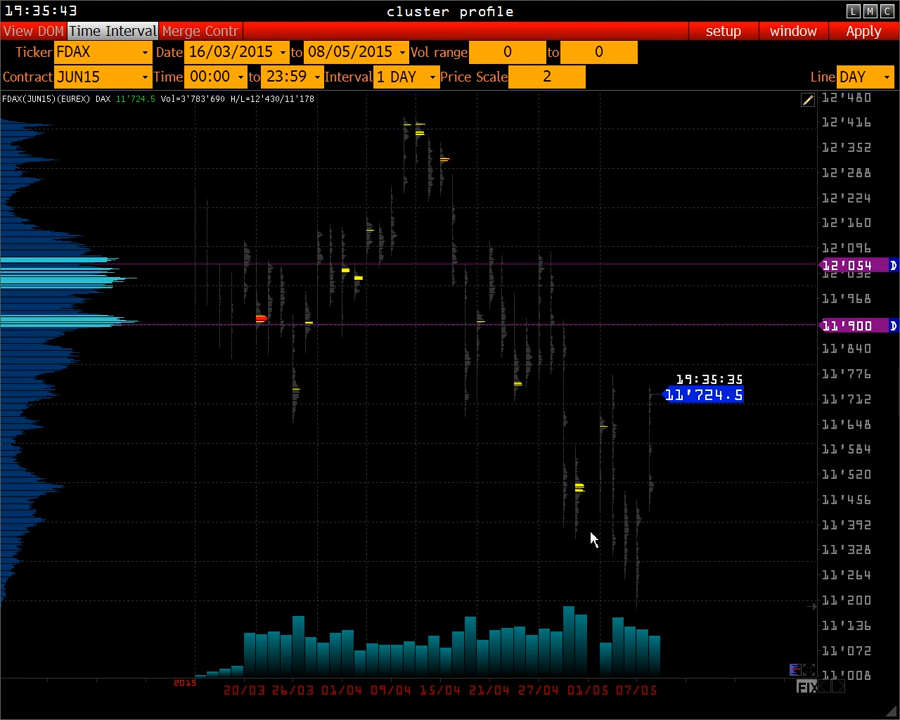 19:35:43 cluster profile L M C
View DOM Time Interval Merge Contr setup window Apply
Ticker FDAX Date 16/03/2015 to 08/05/2015 Vol range 0 to 0
Contract JUN15 Time 00:00 to 23:59 Interval 1 DAY Price Scale 2 Line DAY
FDAX(JUN15)(EUREX) DAX 11'724.5 Vol=3'783'690 H/L=12'430/11'178
12'480
12'416
12'352
12'288
12'224
12'160
12'096
12'054 D
12'032
11'968
11'900 D
11'840
11'776
19:35:35
11'724.5
11'712
11'648
11'584
11'520
11'456
11'392
11'328
11'264
11'200
11'136
11'072
11'008
2015
20/03 26/03 01/04 09/04 15/04 21/04 27/04 01/05 07/05
FIX